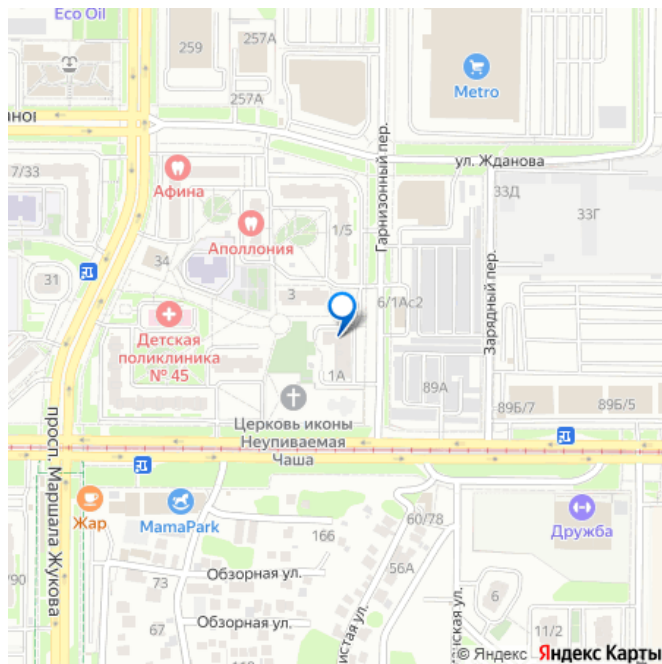 Eco Oil
257А
259
Metro
257А
ул. Жданова
7/33
Афина
33Д
33Г
Гарнизонный пер.
Аполлония
1/5
34
31
Зарядный пер.
3
6/1Ас2
Детская
поликлиника
№ 45
1А
89А
89Б/7
89Б/5
Церковь иконы
Неупиваемая
Чаша
просп. Маршала Жукова
Жар
MamaPark
60/78
Дружба
166
56А
Обзорная ул.
73
6
/90
Обзорная ул.
67
11/2
© Яндекс Яндекс Карты